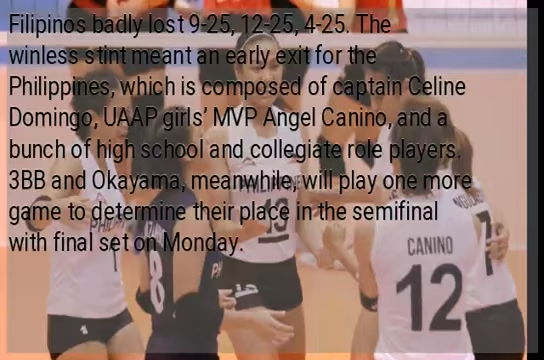 Filipinos badly lost 9-25, 12-25, 4-25. The
winless stint meant an early exit for the
Philippines, which is composed of captain Celine
Domingo, UAAP girls’ MVP Angel Canino, and a
bunch of high school and collegiate role players.
3BB and Okayama, meanwhile, will play one more
game to determine their place in the semifinal
with final set on Monday.
13
8
CANINO
12
7